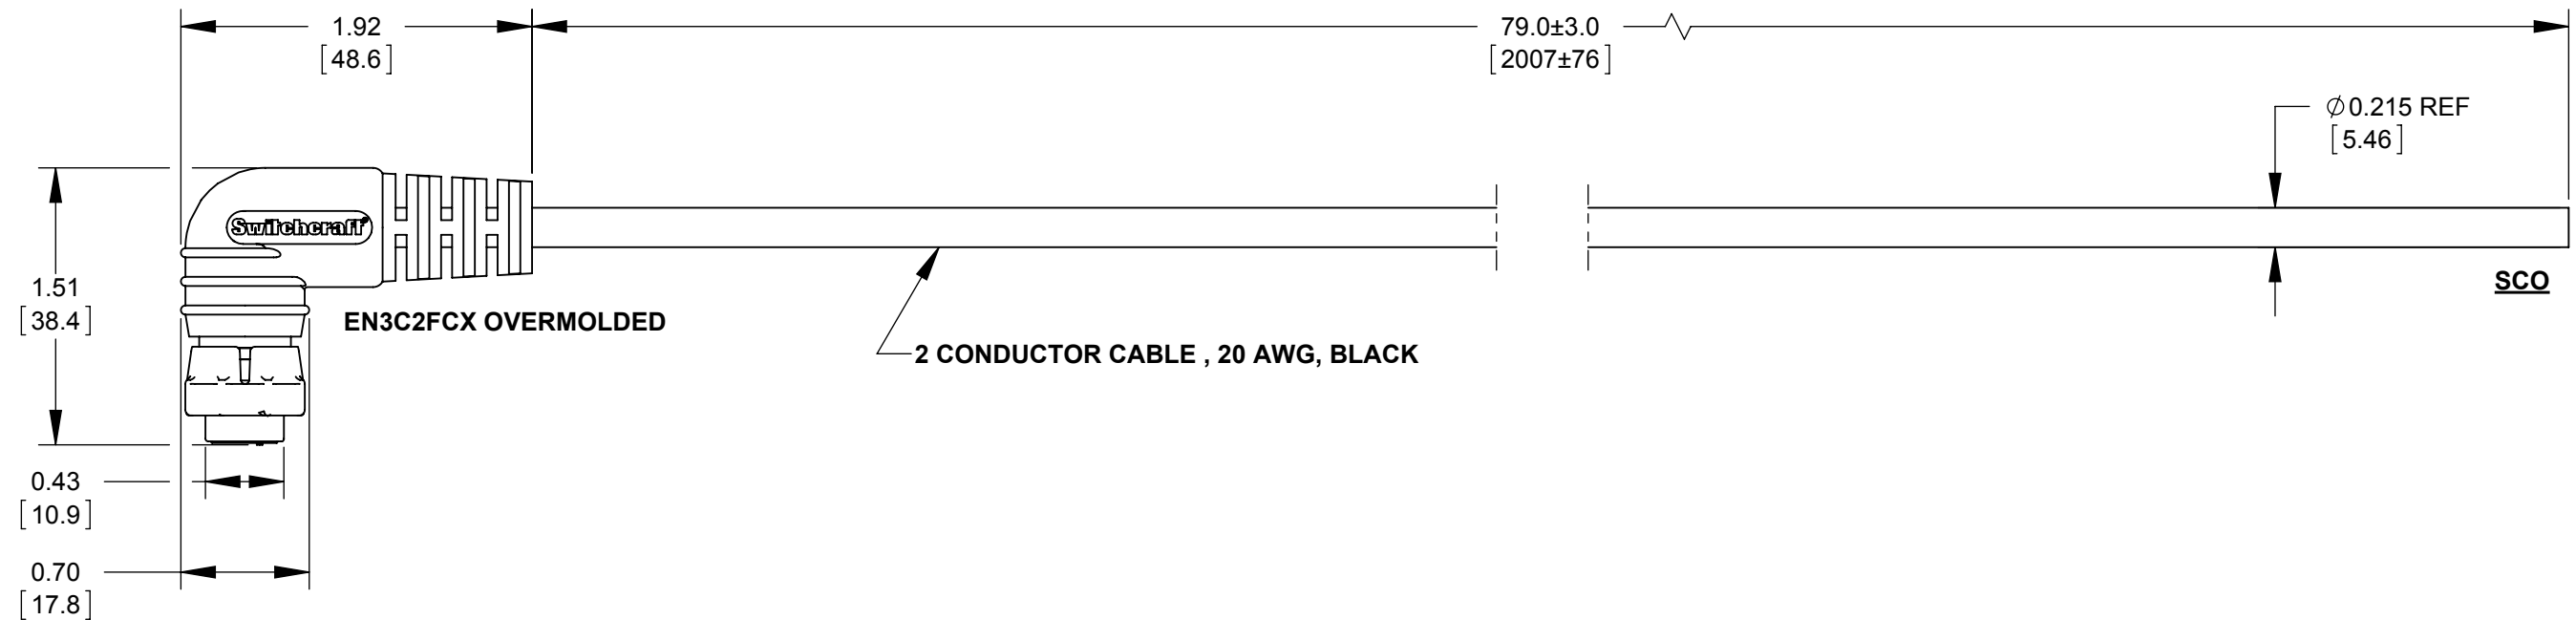 1.92
[48.6]
79.0±3.0
[2007±76]
⌀0.215 REF
[5.46]
Switchcraft®
1.51
[38.4]
SCO
EN3C2FCX OVERMOLDED
2 CONDUCTOR CABLE , 20 AWG, BLACK
0.43
[10.9]
0.70
[17.8]